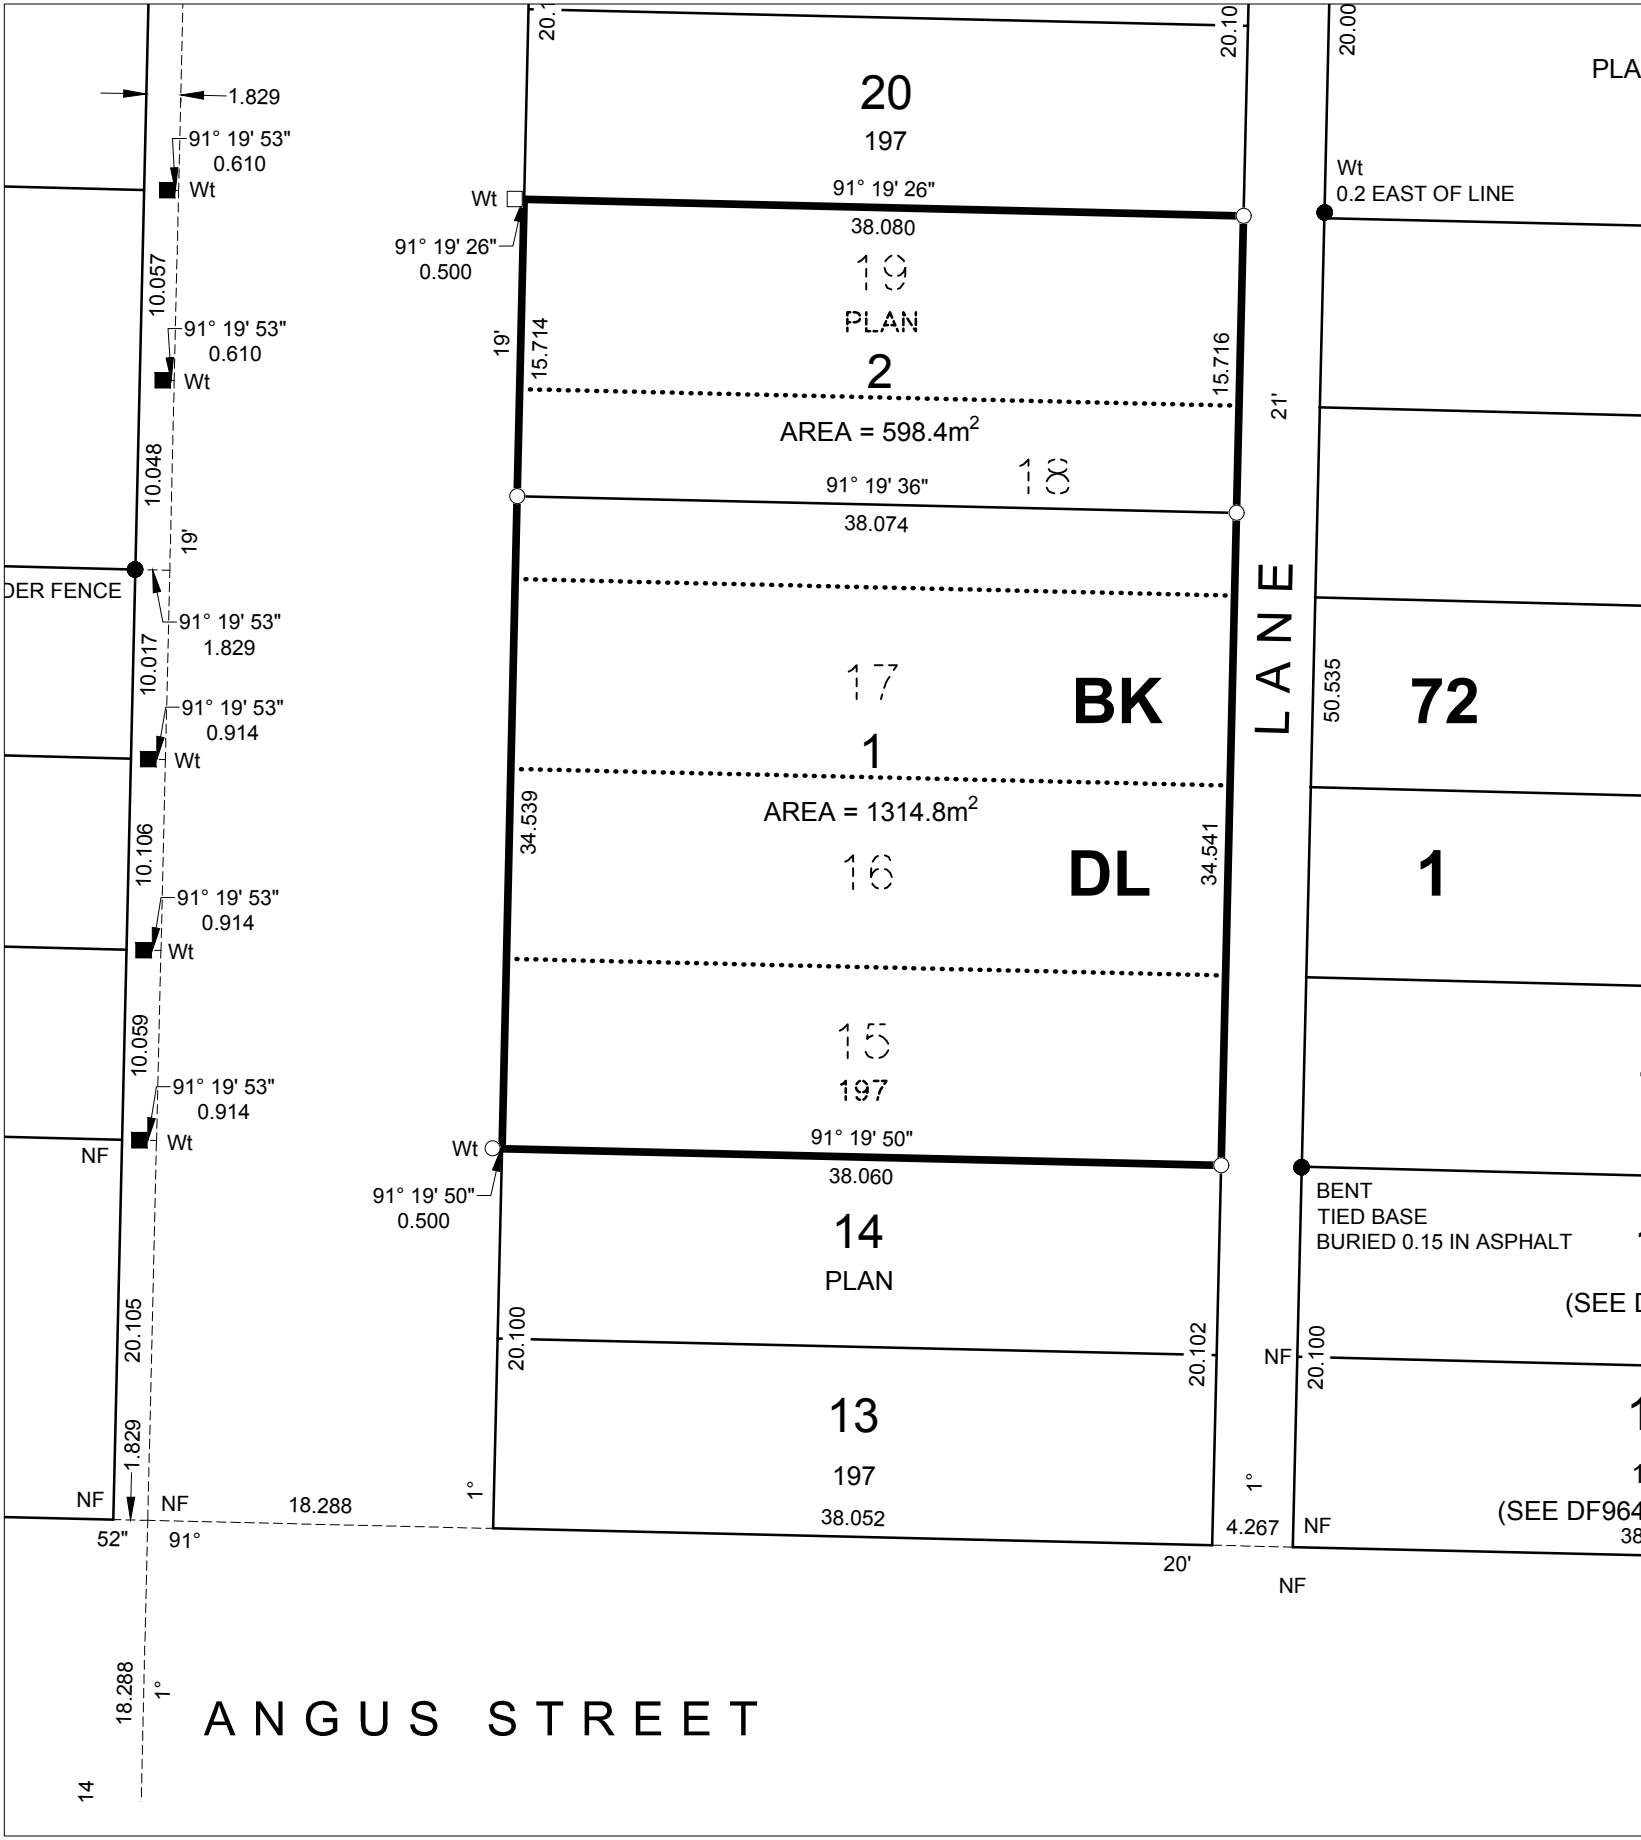 20.1
20.10
20.00
PLA
1.829
20
197
91° 19' 53"
0.610
Wt
Wt
0.2 EAST OF LINE
Wt
91° 19' 26"
38.080
91° 19' 26"
0.500
10.057
19
PLAN
2
19'
15.714
15.716
91° 19' 53"
0.610
Wt
21'
AREA = 598.4m²
10.048
18
91° 19' 36"
38.074
19'
DER FENCE
91° 19' 53"
1.829
LANE
10.017
17
BK
72
50.535
91° 19' 53"
0.914
Wt
1
AREA = 1314.8m²
34.539
34.541
10.106
16
DL
1
91° 19' 53"
0.914
Wt
10.059
15
197
91° 19' 53"
0.914
Wt
NF
Wt
91° 19' 50"
38.060
91° 19' 50"
0.500
BENT
TIED BASE
BURIED 0.15 IN ASPHALT
14
PLAN
(SEE D
20.105
20.100
20.102
NF
20.100
13
197
38.052
1.829
1°
1°
1
1
(SEE DF964
38
NF
NF
18.288
4.267
NF
52"
91°
20'
NF
18.288
1°
ANGUS STREET
14